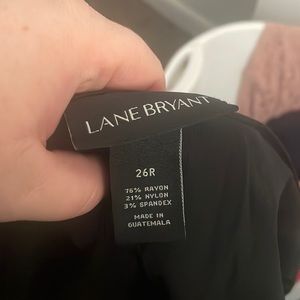 LANE BRYANT
26R
76% RAYON
21% NYLON
3% SPANDEX
MADE IN
GUATEMALA